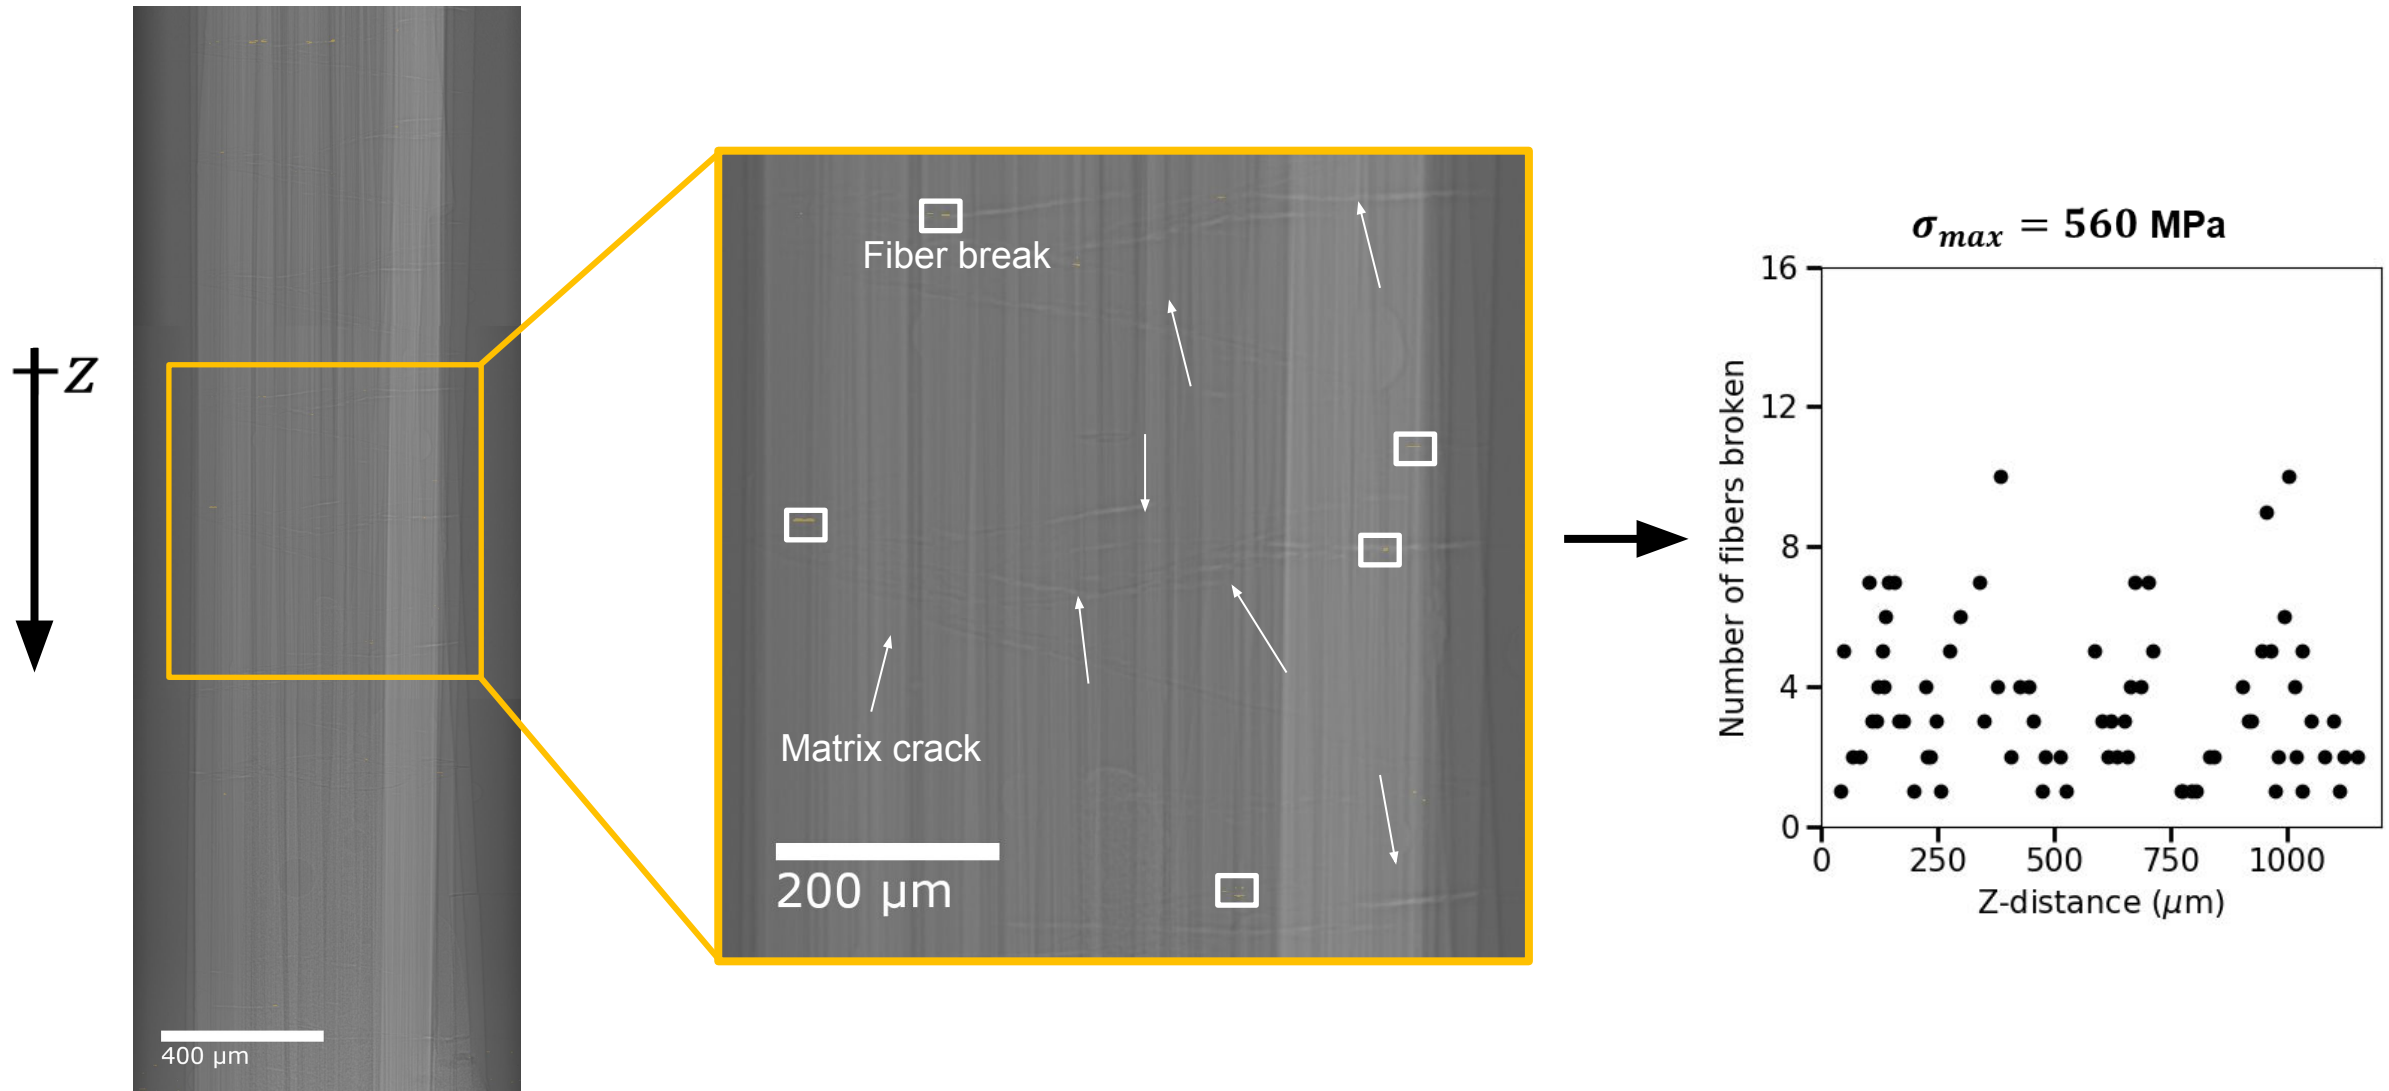 Z
400 μm
Fiber break
Matrix crack
200 μm
σmax = 560 MPa
Number of fibers broken
16
12
8
4
0
0 250 500 750 1000
Z-distance (μm)